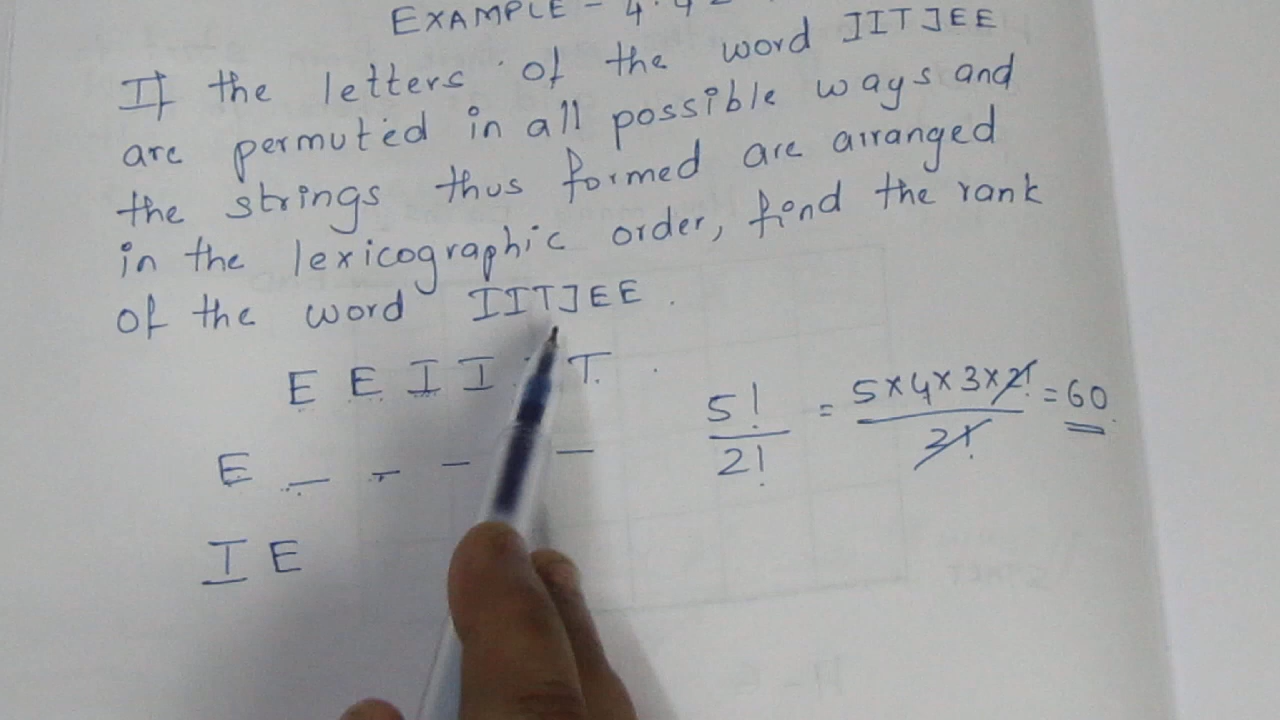 EXAMPLE - 4.42
If the letters of the word IITJEE
are permuted in all possible ways and
the strings thus formed are arranged
in the lexicographic order, find the rank
of the word IITJEE.
E E I I T.
5! / 2! = 5×4×3×2! / 2! = 60
E _ _ _ _
I E